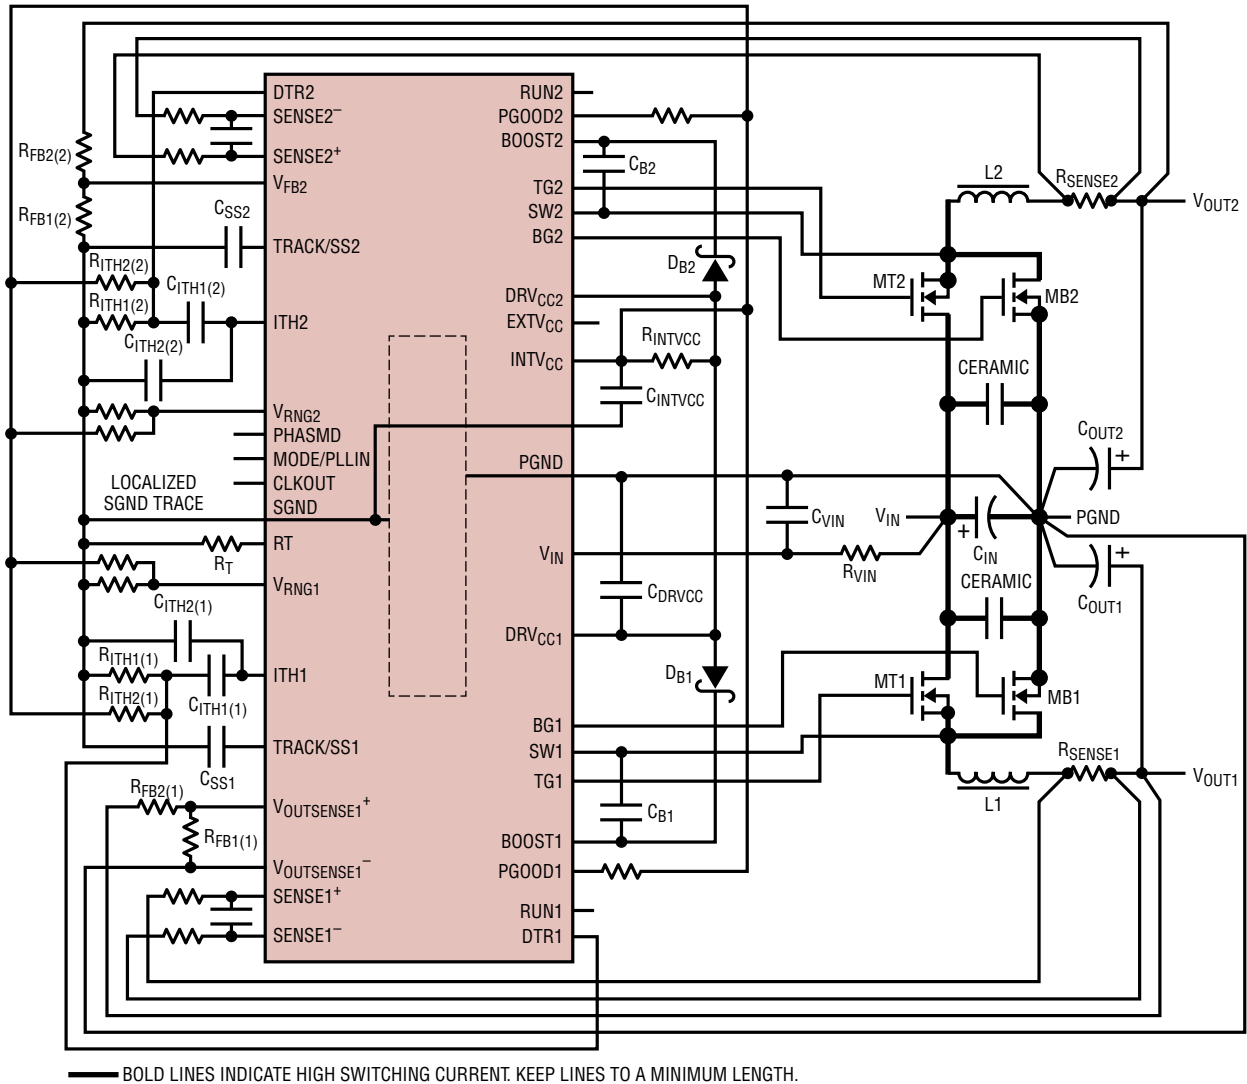 DTR2
SENSE2–
SENSE2+
VFB2
TRACK/SS2
ITH2
VRNG2
PHASMD
MODE/PLLIN
CLKOUT
SGND
RT
VRNG1
ITH1
TRACK/SS1
VOUTSENSE1+
VOUTSENSE1–
SENSE1+
SENSE1–
RUN2
PGOOD2
BOOST2
TG2
SW2
BG2
DRVCC2
EXTVCC
INTVCC
PGND
VIN
DRVCC1
BG1
SW1
TG1
BOOST1
PGOOD1
RUN1
DTR1
RFB2(2)
RFB1(2)
CSS2
RITH2(2)
CITH1(2)
RITH1(2)
CITH2(2)
LOCALIZED
SGND TRACE
RT
CITH2(1)
RITH1(1)
RITH2(1)
CITH1(1)
CSS1
RFB2(1)
RFB1(1)
CB2
DB2
RINTVCC
CINTVCC
CVIN
RVIN
CDRVCC
DB1
CB1
L2
RSENSE2
VOUT2
MT2
MB2
CERAMIC
COUT2
+
VIN
+
CIN
PGND
CERAMIC
+
COUT1
MT1
MB1
RSENSE1
VOUT1
L1
BOLD LINES INDICATE HIGH SWITCHING CURRENT. KEEP LINES TO A MINIMUM LENGTH.